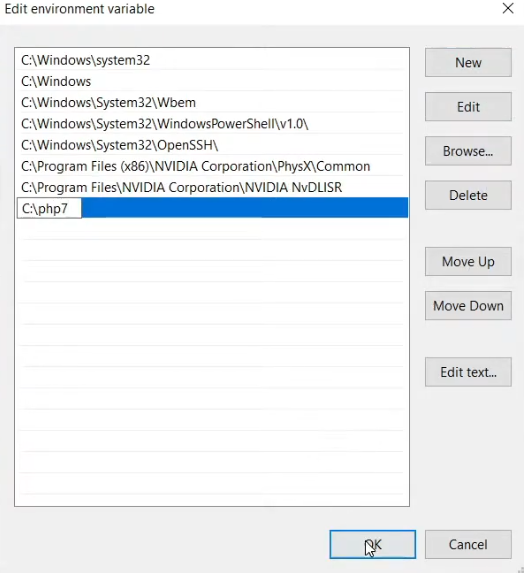 Edit environment variable
C:\Windows\system32
C:\Windows
C:\Windows\System32\Wbem
C:\Windows\System32\WindowsPowerShell\v1.0\
C:\Windows\System32\OpenSSH\
C:\Program Files (x86)\NVIDIA Corporation\PhysX\Common
C:\Program Files\NVIDIA Corporation\NVIDIA NvDLISR
C:\php7
New
Edit
Browse...
Delete
Move Up
Move Down
Edit text...
OK
Cancel